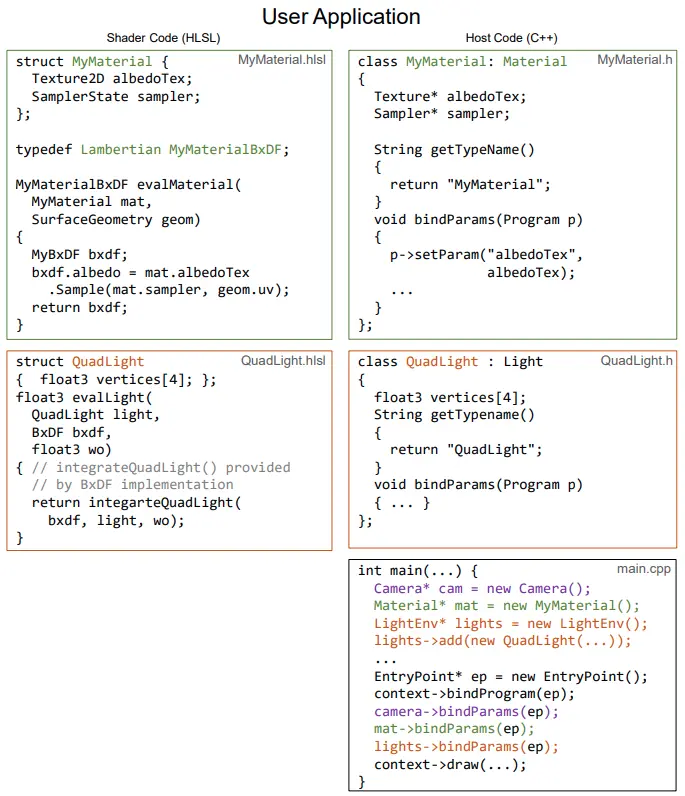 User Application
Shader Code (HLSL)
struct MyMaterial {
MyMaterial.hlsl
  Texture2D albedoTex;
  SamplerState sampler;
};
typedef Lambertian MyMaterialBxDF;
MyMaterialBxDF evalMaterial(
  MyMaterial mat,
  SurfaceGeometry geom)
{
  MyBxDF bxdf;
  bxdf.albedo = mat.albedoTex
    .Sample(mat.sampler, geom.uv);
  return bxdf;
}
struct QuadLight
QuadLight.hlsl
{  float3 vertices[4]; };
float3 evalLight(
  QuadLight light,
  BxDF bxdf,
  float3 wo)
{ // integrateQuadLight() provided
  // by BxDF implementation
  return integarteQuadLight(
    bxdf, light, wo);
}
Host Code (C++)
class MyMaterial: Material
MyMaterial.h
{
  Texture* albedoTex;
  Sampler* sampler;
  String getTypeName()
  {
    return "MyMaterial";
  }
  void bindParams(Program p)
  {
    p->setParam("albedoTex",
                albedoTex);
    ...
  }
};
class QuadLight : Light
QuadLight.h
{
  float3 vertices[4];
  String getTypename()
  {
    return "QuadLight";
  }
  void bindParams(Program p)
  { ... }
};
int main(...) {
main.cpp
  Camera* cam = new Camera();
  Material* mat = new MyMaterial();
  LightEnv* lights = new LightEnv();
  lights->add(new QuadLight(...));
  ...
  EntryPoint* ep = new EntryPoint();
  context->bindProgram(ep);
  camera->bindParams(ep);
  mat->bindParams(ep);
  lights->bindParams(ep);
  context->draw(...);
}